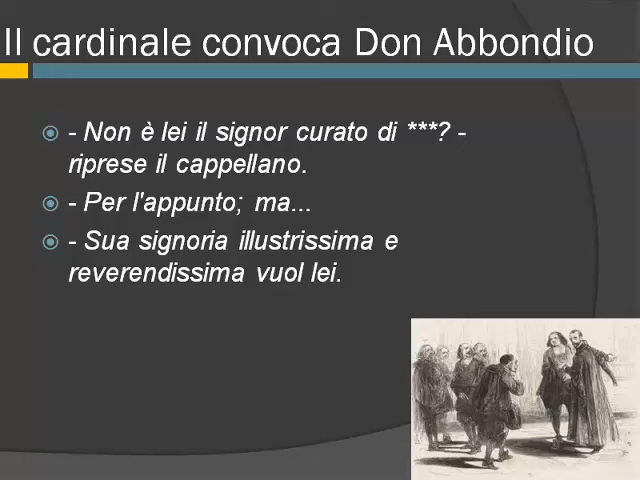 Il cardinale convoca Don Abbondio
- Non è lei il signor curato di ***? -
riprese il cappellano.
- Per l'appunto; ma...
- Sua signoria illustrissima e
reverendissima vuol lei.